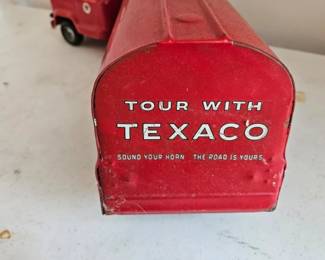 TOUR WITH
TEXACO
SOUND YOUR HORN THE ROAD IS YOURS